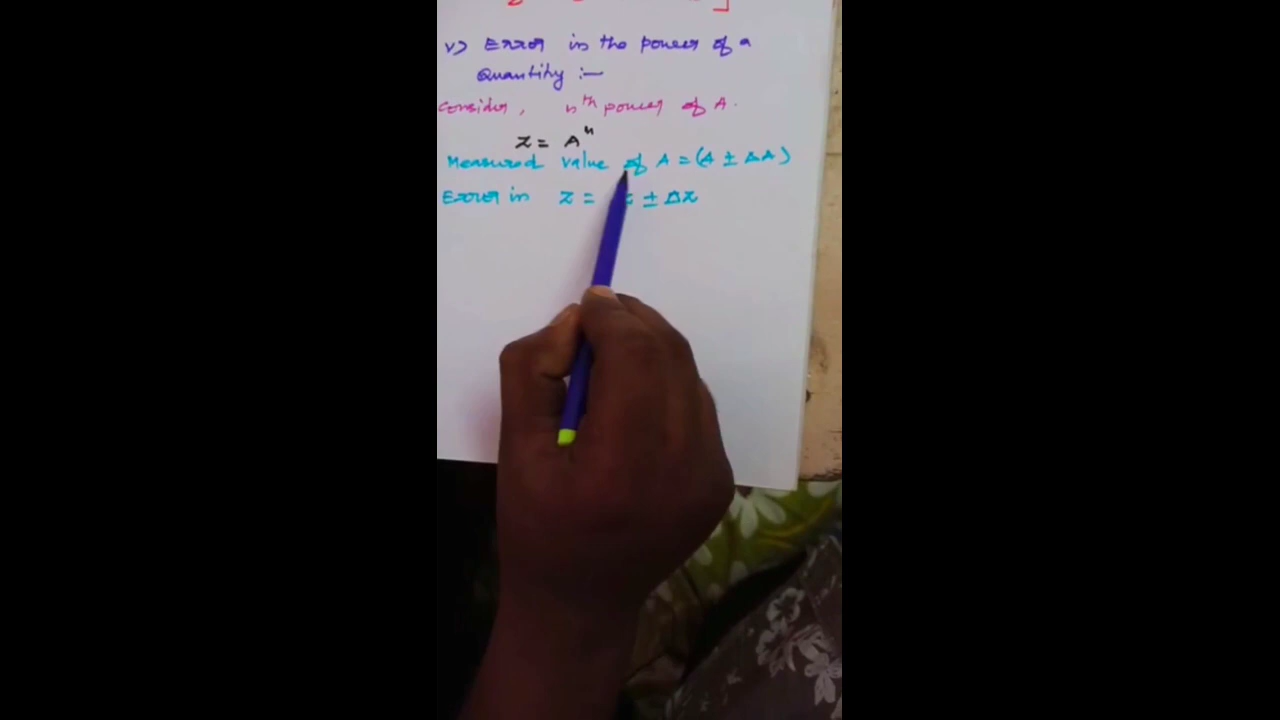 v) Error in the power of a
Quantity :-
Consider, nth power of A.
Z = Aⁿ
Measured value of A = (A ± ΔA)
Error in Z = Z ± ΔZ